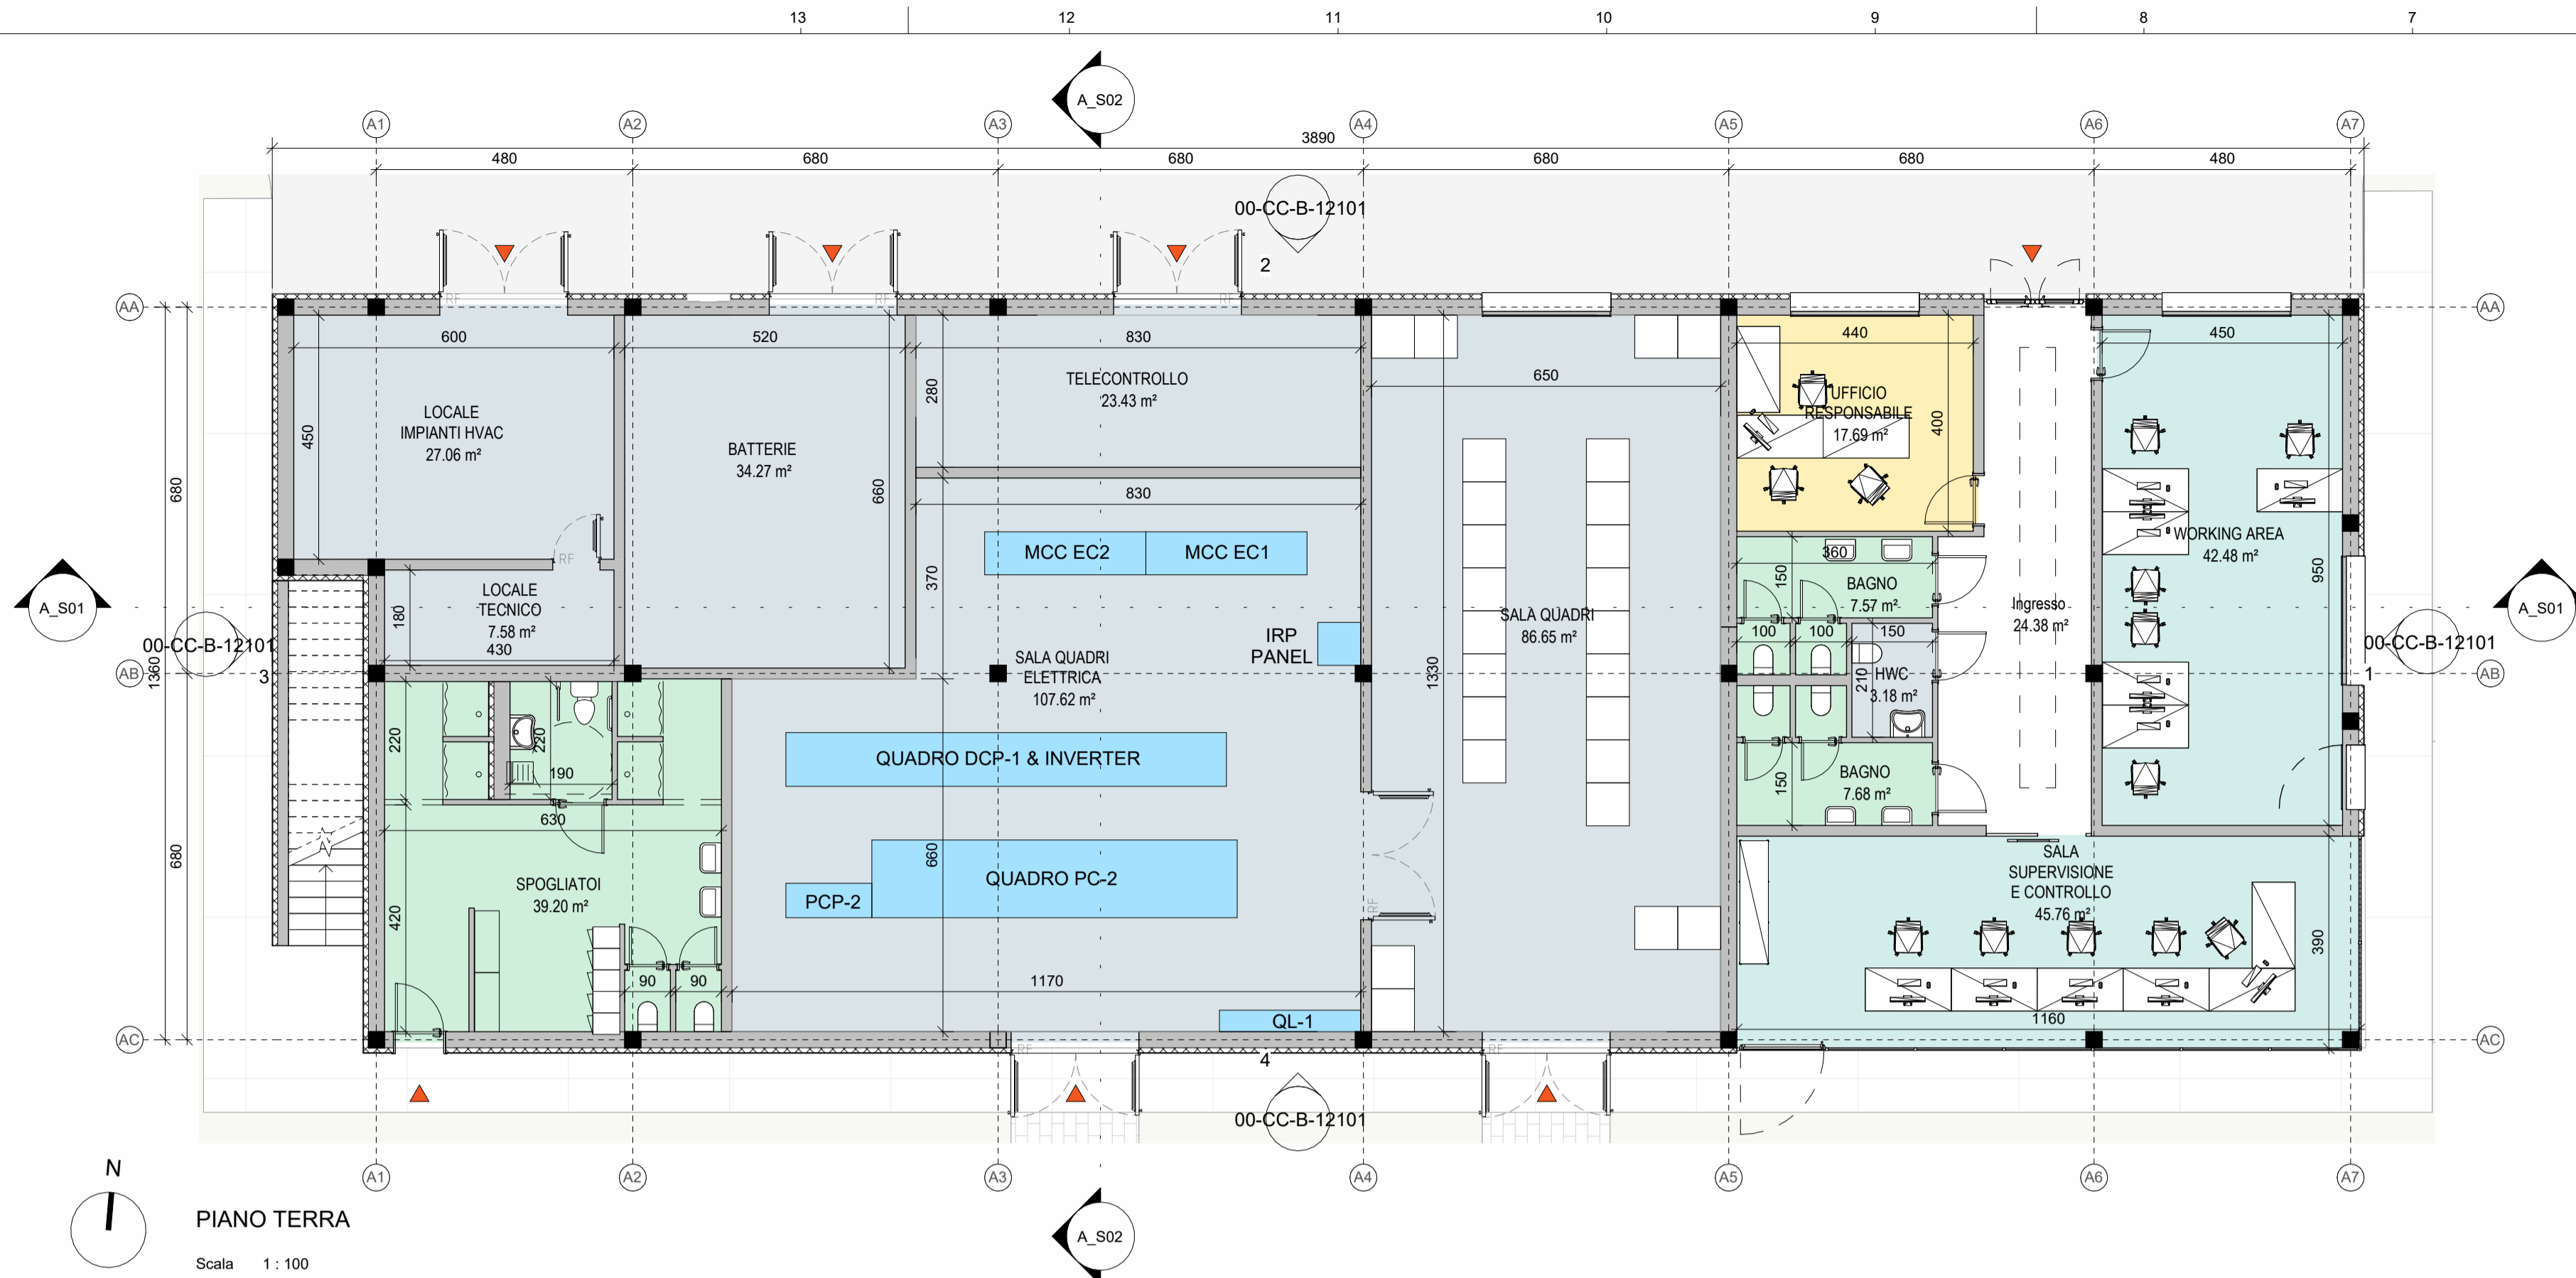 13 12 11 10 9 8 7
A_S02
A1 A2 A3 A4 A5 A6 A7
3890
480 680 680 680 680 480
00-CC-B-12101
2
RF RF RF
AA AA
600 520 830 440 450
TELECONTROLLO
23.43 m²
280
650
LOCALE
IMPIANTI HVAC
27.06 m²
450
BATTERIE
34.27 m²
660
UFFICIO
RESPONSABILE
17.69 m²
400
680
830
MCC EC2 MCC EC1
370
RF
WORKING AREA
42.48 m²
950
360
150
BAGNO
7.57 m²
LOCALE
TECNICO
7.58 m²
180
430
A_S01 A_S01
Ingresso
24.38 m²
SALA QUADRI
86.65 m²
1330
IRP
PANEL
100 100 150
00-CC-B-12101
3
00-CC-B-12101
1
1360
SALA QUADRI
ELETTRICA
107.62 m²
HWC
3.18 m²
210
AB AB
220
220
190
QUADRO DCP-1 & INVERTER
BAGNO
7.68 m²
150
630
680
660
SPOGLIATOI
39.20 m²
420
QUADRO PC-2
PCP-2
SALA
SUPERVISIONE
E CONTROLLO
45.76 m²
390
RF
90 90
1170
QL-1
1160
AC AC
RF RF
4
00-CC-B-12101
A1 A2 A3 A4 A5 A6 A7
N
PIANO TERRA
Scala 1 : 100
A_S02